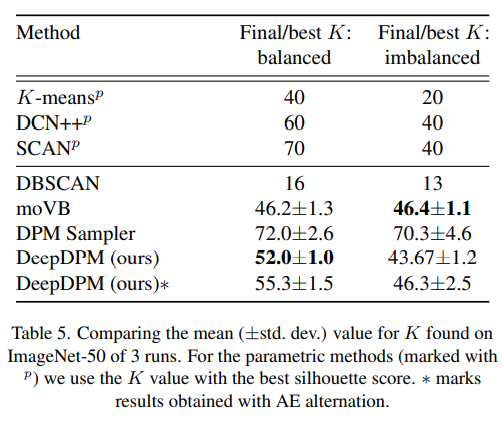 Method Final/best K: Final/best K:
balanced imbalanced
K-meansᵖ 40 20
DCN++ᵖ 60 40
SCANᵖ 70 40
DBSCAN 16 13
moVB 46.2±1.3 46.4±1.1
DPM Sampler 72.0±2.6 70.3±4.6
DeepDPM (ours) 52.0±1.0 43.67±1.2
DeepDPM (ours)∗ 55.3±1.5 46.3±2.5
Table 5. Comparing the mean (±std. dev.) value for K found on
ImageNet-50 of 3 runs. For the parametric methods (marked with
ᵖ) we use the K value with the best silhouette score. ∗ marks
results obtained with AE alternation.